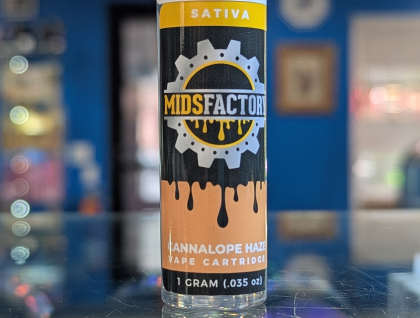 SATIVA
MIDSFACTORY
CANNALOPE HAZE
VAPE CARTRIDGE
1 GRAM (.035 oz)